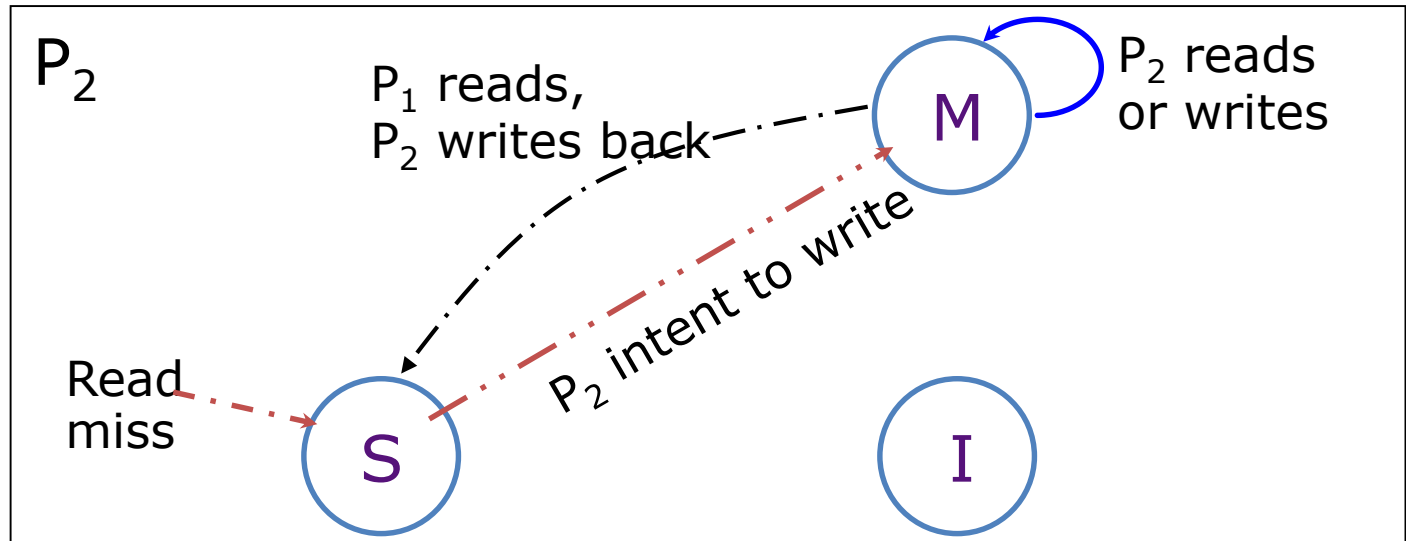 P₂
P₁ reads,
P₂ writes back
M
P₂ reads
or writes
P₂ intent to write
Read
miss
S
I